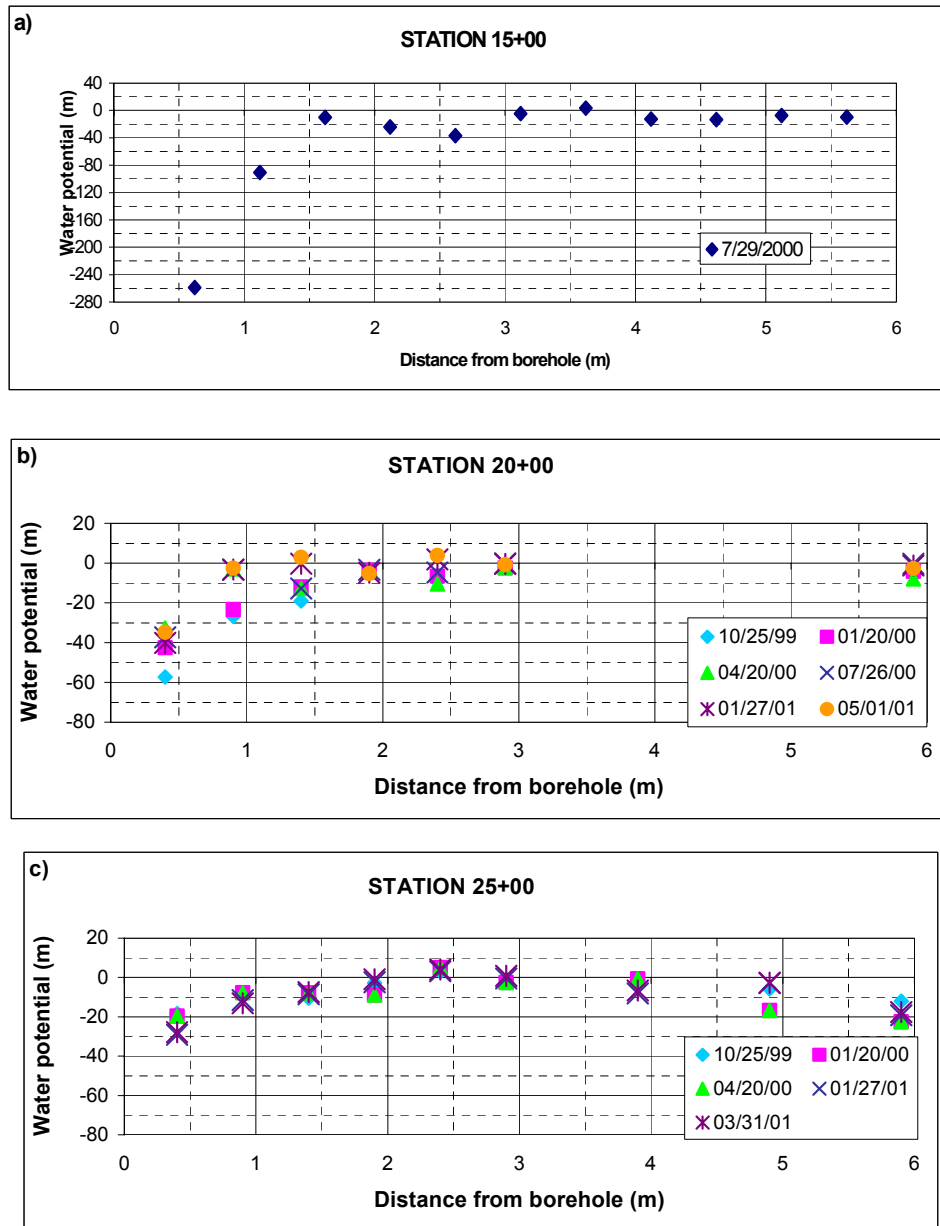 a)
STATION 15+00
Water potential (m)
40
0
-40
-80
-120
-160
-200
-240
-280
7/29/2000
0 1 2 3 4 5 6
Distance from borehole (m)
b)
STATION 20+00
Water potential (m)
20
0
-20
-40
-60
-80
10/25/99 01/20/00
04/20/00 07/26/00
01/27/01 05/01/01
0 1 2 3 4 5 6
Distance from borehole (m)
c)
STATION 25+00
Water potential (m)
20
0
-20
-40
-60
-80
10/25/99 01/20/00
04/20/00 01/27/01
03/31/01
0 1 2 3 4 5 6
Distance from borehole (m)